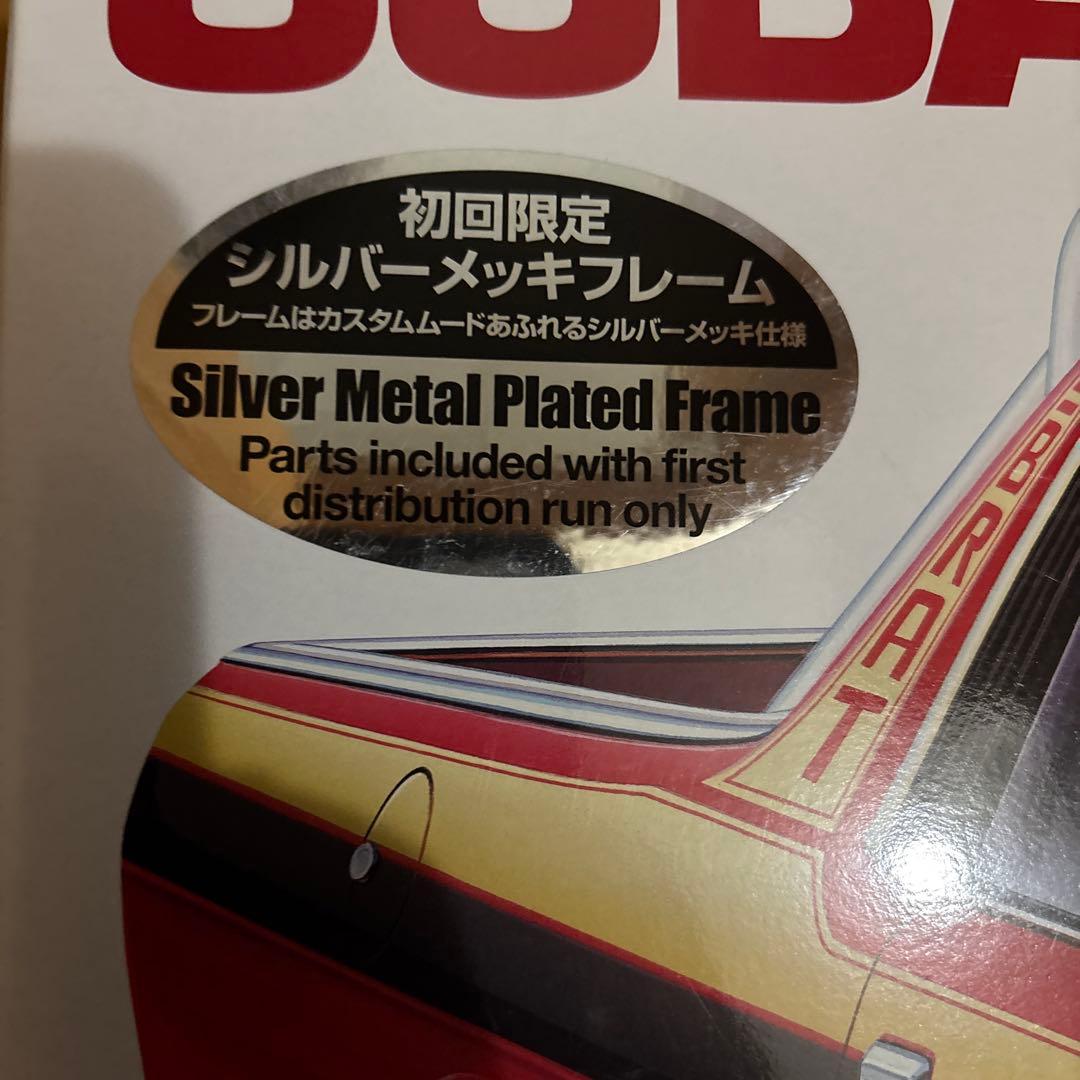 SUBA
初回限定
シルバーメッキフレーム
フレームはカスタムムードあふれるシルバーメッキ仕様
Silver Metal Plated Frame
Parts included with first
distribution run only
BRAT